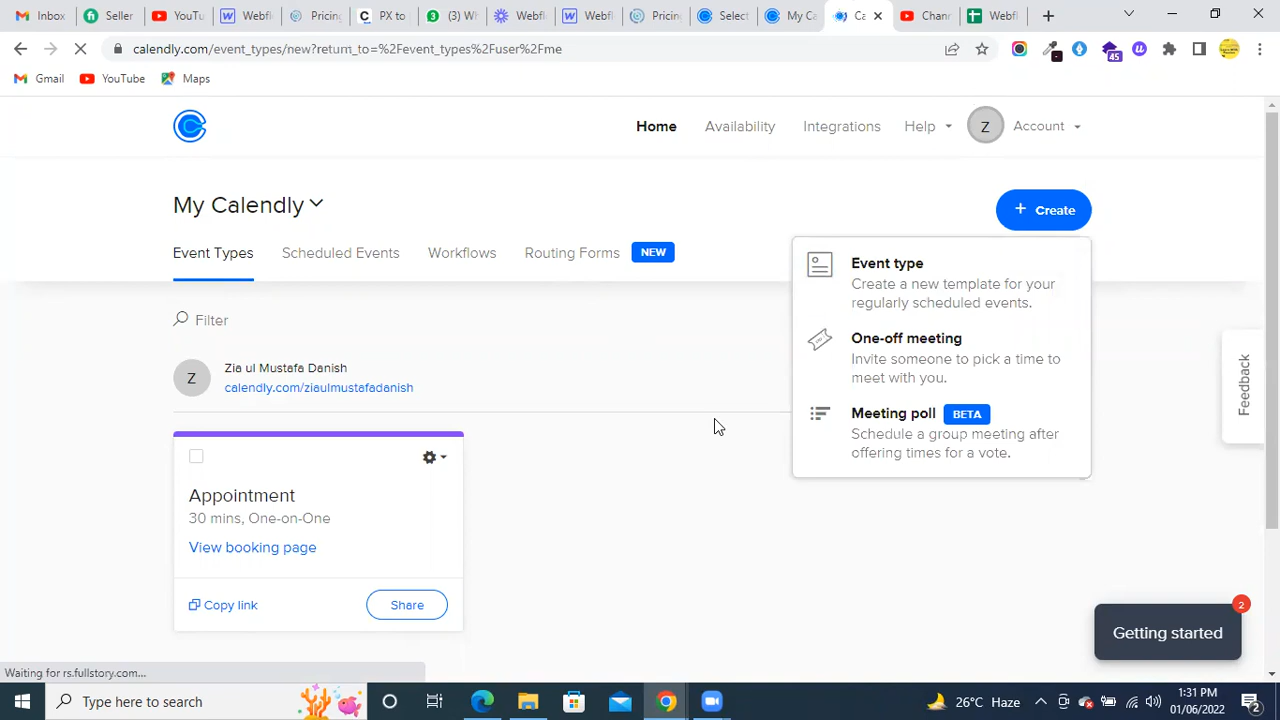 Inbox
Seller
YouTu
Webfl
Pricing
PX to
(3) W
Webfl
Webfl
Pricing
Select
My Ca
Ca
Chan
Webfl
calendly.com/event_types/new?return_to=%2Fevent_types%2Fuser%2Fme
45
Gmail
YouTube
Maps
Home
Availability
Integrations
Help
Z
Account
My Calendly
+ Create
Event Types
Scheduled Events
Workflows
Routing Forms
NEW
Event type
Create a new template for your
regularly scheduled events.
One-off meeting
Invite someone to pick a time to
meet with you.
Meeting poll BETA
Schedule a group meeting after
offering times for a vote.
Filter
Z
Zia ul Mustafa Danish
calendly.com/ziaulmustafadanish
Feedback
Appointment
30 mins, One-on-One
View booking page
Copy link
Share
2
Getting started
Waiting for rs.fullstory.com...
Type here to search
26°C Haze
1:31 PM
01/06/2022
2